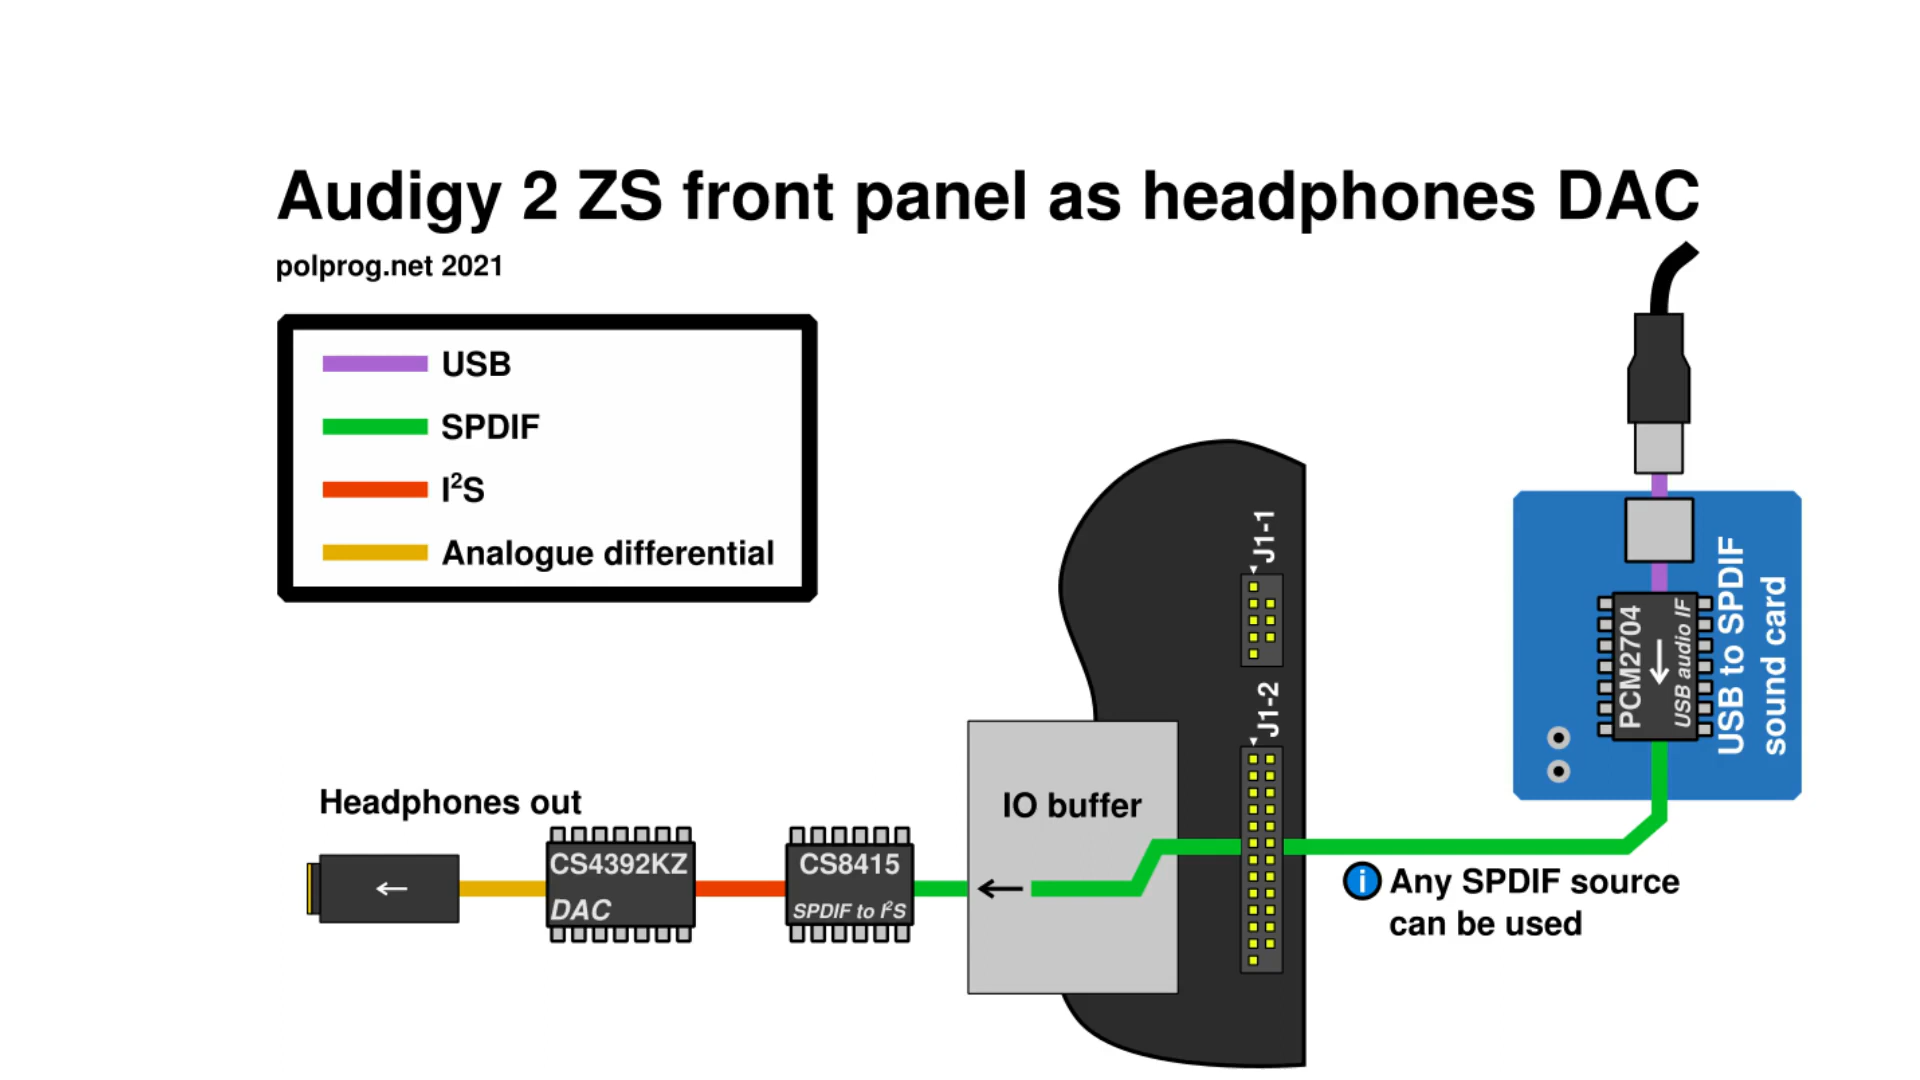 Audigy 2 ZS front panel as headphones DAC
polprog.net 2021
USB
SPDIF
I²S
Analogue differential
J1-1
J1-2
PCM2704
USB audio IF
USB to SPDIF
sound card
Headphones out
CS4392KZ
DAC
CS8415
SPDIF to I²S
IO buffer
i Any SPDIF source
can be used